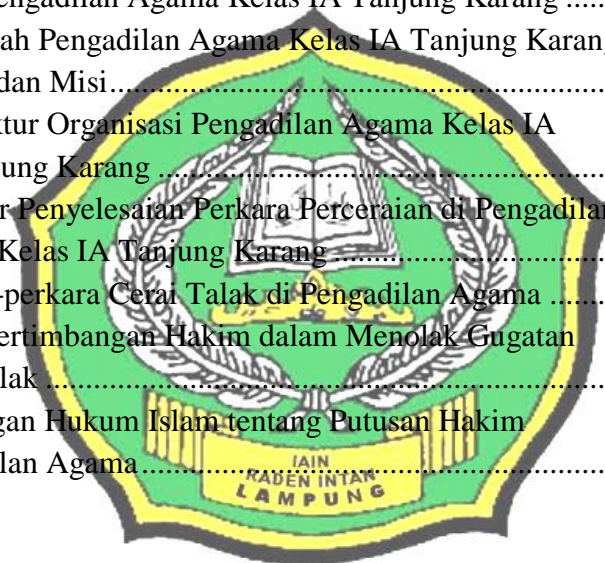 engadilan Agama Kelas IA Tanjung Karang .....
ah Pengadilan Agama Kelas IA Tanjung Karang
dan Misi..............................................................
ktur Organisasi Pengadilan Agama Kelas IA
ung Karang .........................................................
r Penyelesaian Perkara Perceraian di Pengadilan
Kelas IA Tanjung Karang ...................................
-perkara Cerai Talak di Pengadilan Agama .......
ertimbangan Hakim dalam Menolak Gugatan
lak ......................................................................
gan Hukum Islam tentang Putusan Hakim
lan Agama...........................................................
IAIN
RADEN INTAN
LAMPUNG